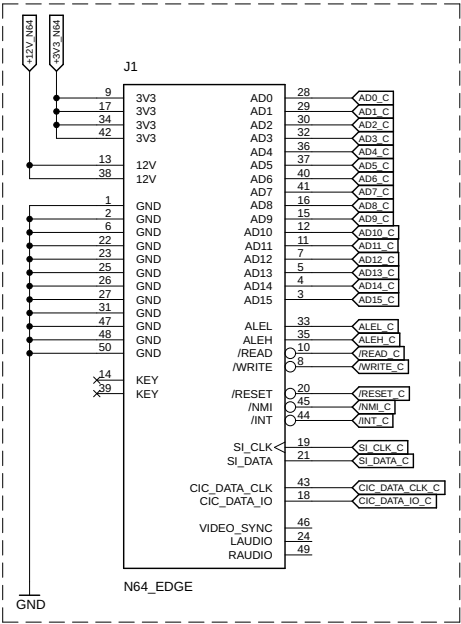 +12V_N64
+3V3_N64
J1
9 3V3 AD0 28 AD0_C
17 3V3 AD1 29 AD1_C
34 3V3 AD2 30 AD2_C
42 3V3 AD3 32 AD3_C
AD4 36 AD4_C
13 12V AD5 37 AD5_C
38 12V AD6 40 AD6_C
AD7 41 AD7_C
1 GND AD8 16 AD8_C
2 GND AD9 15 AD9_C
6 GND AD10 12 AD10_C
22 GND AD11 11 AD11_C
23 GND AD12 7 AD12_C
25 GND AD13 5 AD13_C
26 GND AD14 4 AD14_C
27 GND AD15 3 AD15_C
31 GND
47 GND ALEL 33 ALEL_C
48 GND ALEH 35 ALEH_C
50 GND /READ 10 /READ_C
/WRITE 8 /WRITE_C
14 KEY
39 KEY /RESET 20 /RESET_C
/NMI 45 /NMI_C
/INT 44 /INT_C
SI_CLK 19 SI_CLK_C
SI_DATA 21 SI_DATA_C
CIC_DATA_CLK 43 CIC_DATA_CLK_C
CIC_DATA_IO 18 CIC_DATA_IO_C
VIDEO_SYNC 46
LAUDIO 24
RAUDIO 49
N64_EDGE
GND